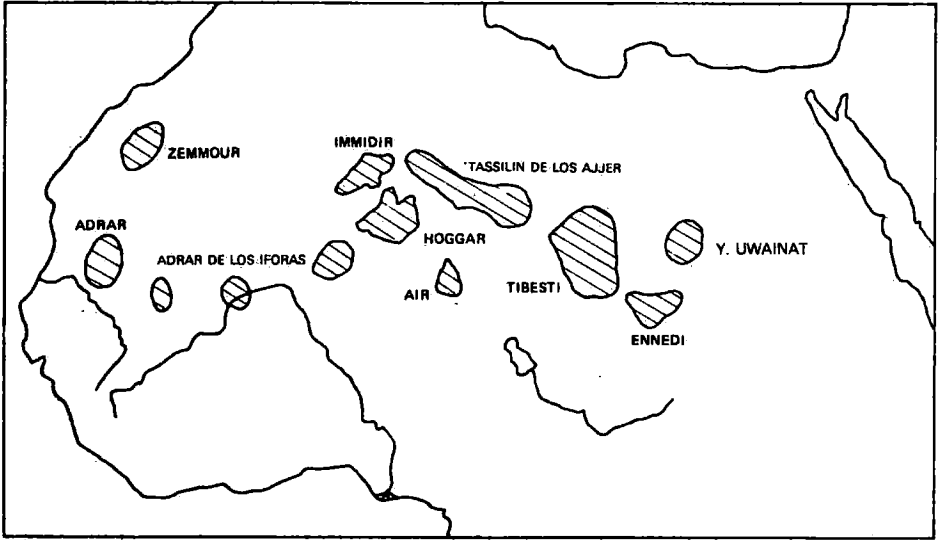 IMMIDIR
ZEMMOUR
TASSILIN DE LOS AJJER
ADRAR
HOGGAR
Y. UWAINAT
ADRAR DE LOS IFORAS
AIR
TIBESTI
ENNEDI